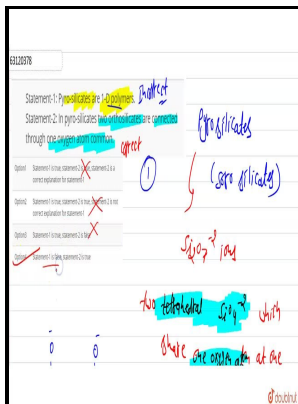 63120378
Statement-1: Pyro-silicates are 1-D polymers. Incorrect
Statement-2: In pyro-silicates two orthosilicates are connected
through one oxygen atom common. correct
Option1 Statement-1 is true, statement-2 is true, statement-2 is a
correct explanation for statement-1
Option2 Statement-1 is true, statement-2 is true, statement-2 is not
correct explanation for statement-1
Option3 Statement-1 is true, statement-2 is false
Option4 Statement-1 is false, statement-2 is true
①
Pyrosilicates
(soro silicates)
Si2O7 ions
two tetrahedral SiO4 which
share one oxygen atom at one
O O
doubtnut